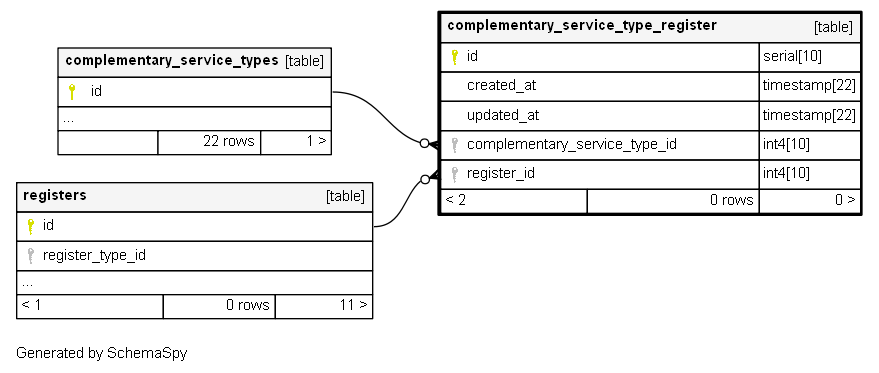 complementary_service_types [table]
id
...
22 rows 1 >
registers [table]
id
register_type_id
...
< 1 0 rows 11 >
complementary_service_type_register [table]
id serial[10]
created_at timestamp[22]
updated_at timestamp[22]
complementary_service_type_id int4[10]
register_id int4[10]
< 2 0 rows 0 >
Generated by SchemaSpy